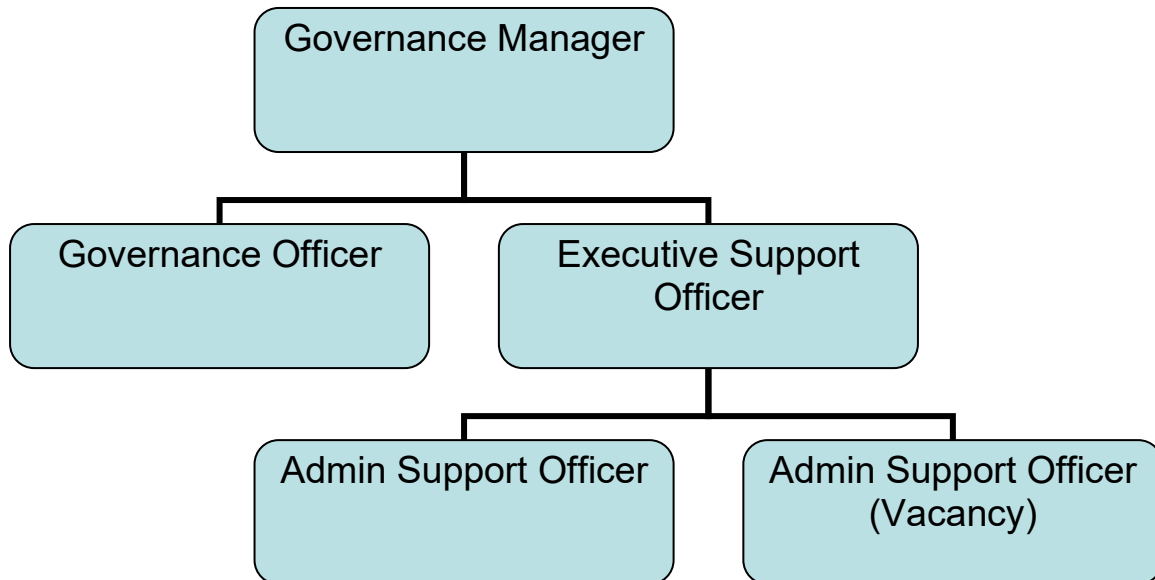 Governance Manager
Governance Officer
Executive Support
Officer
Admin Support Officer
Admin Support Officer
(Vacancy)